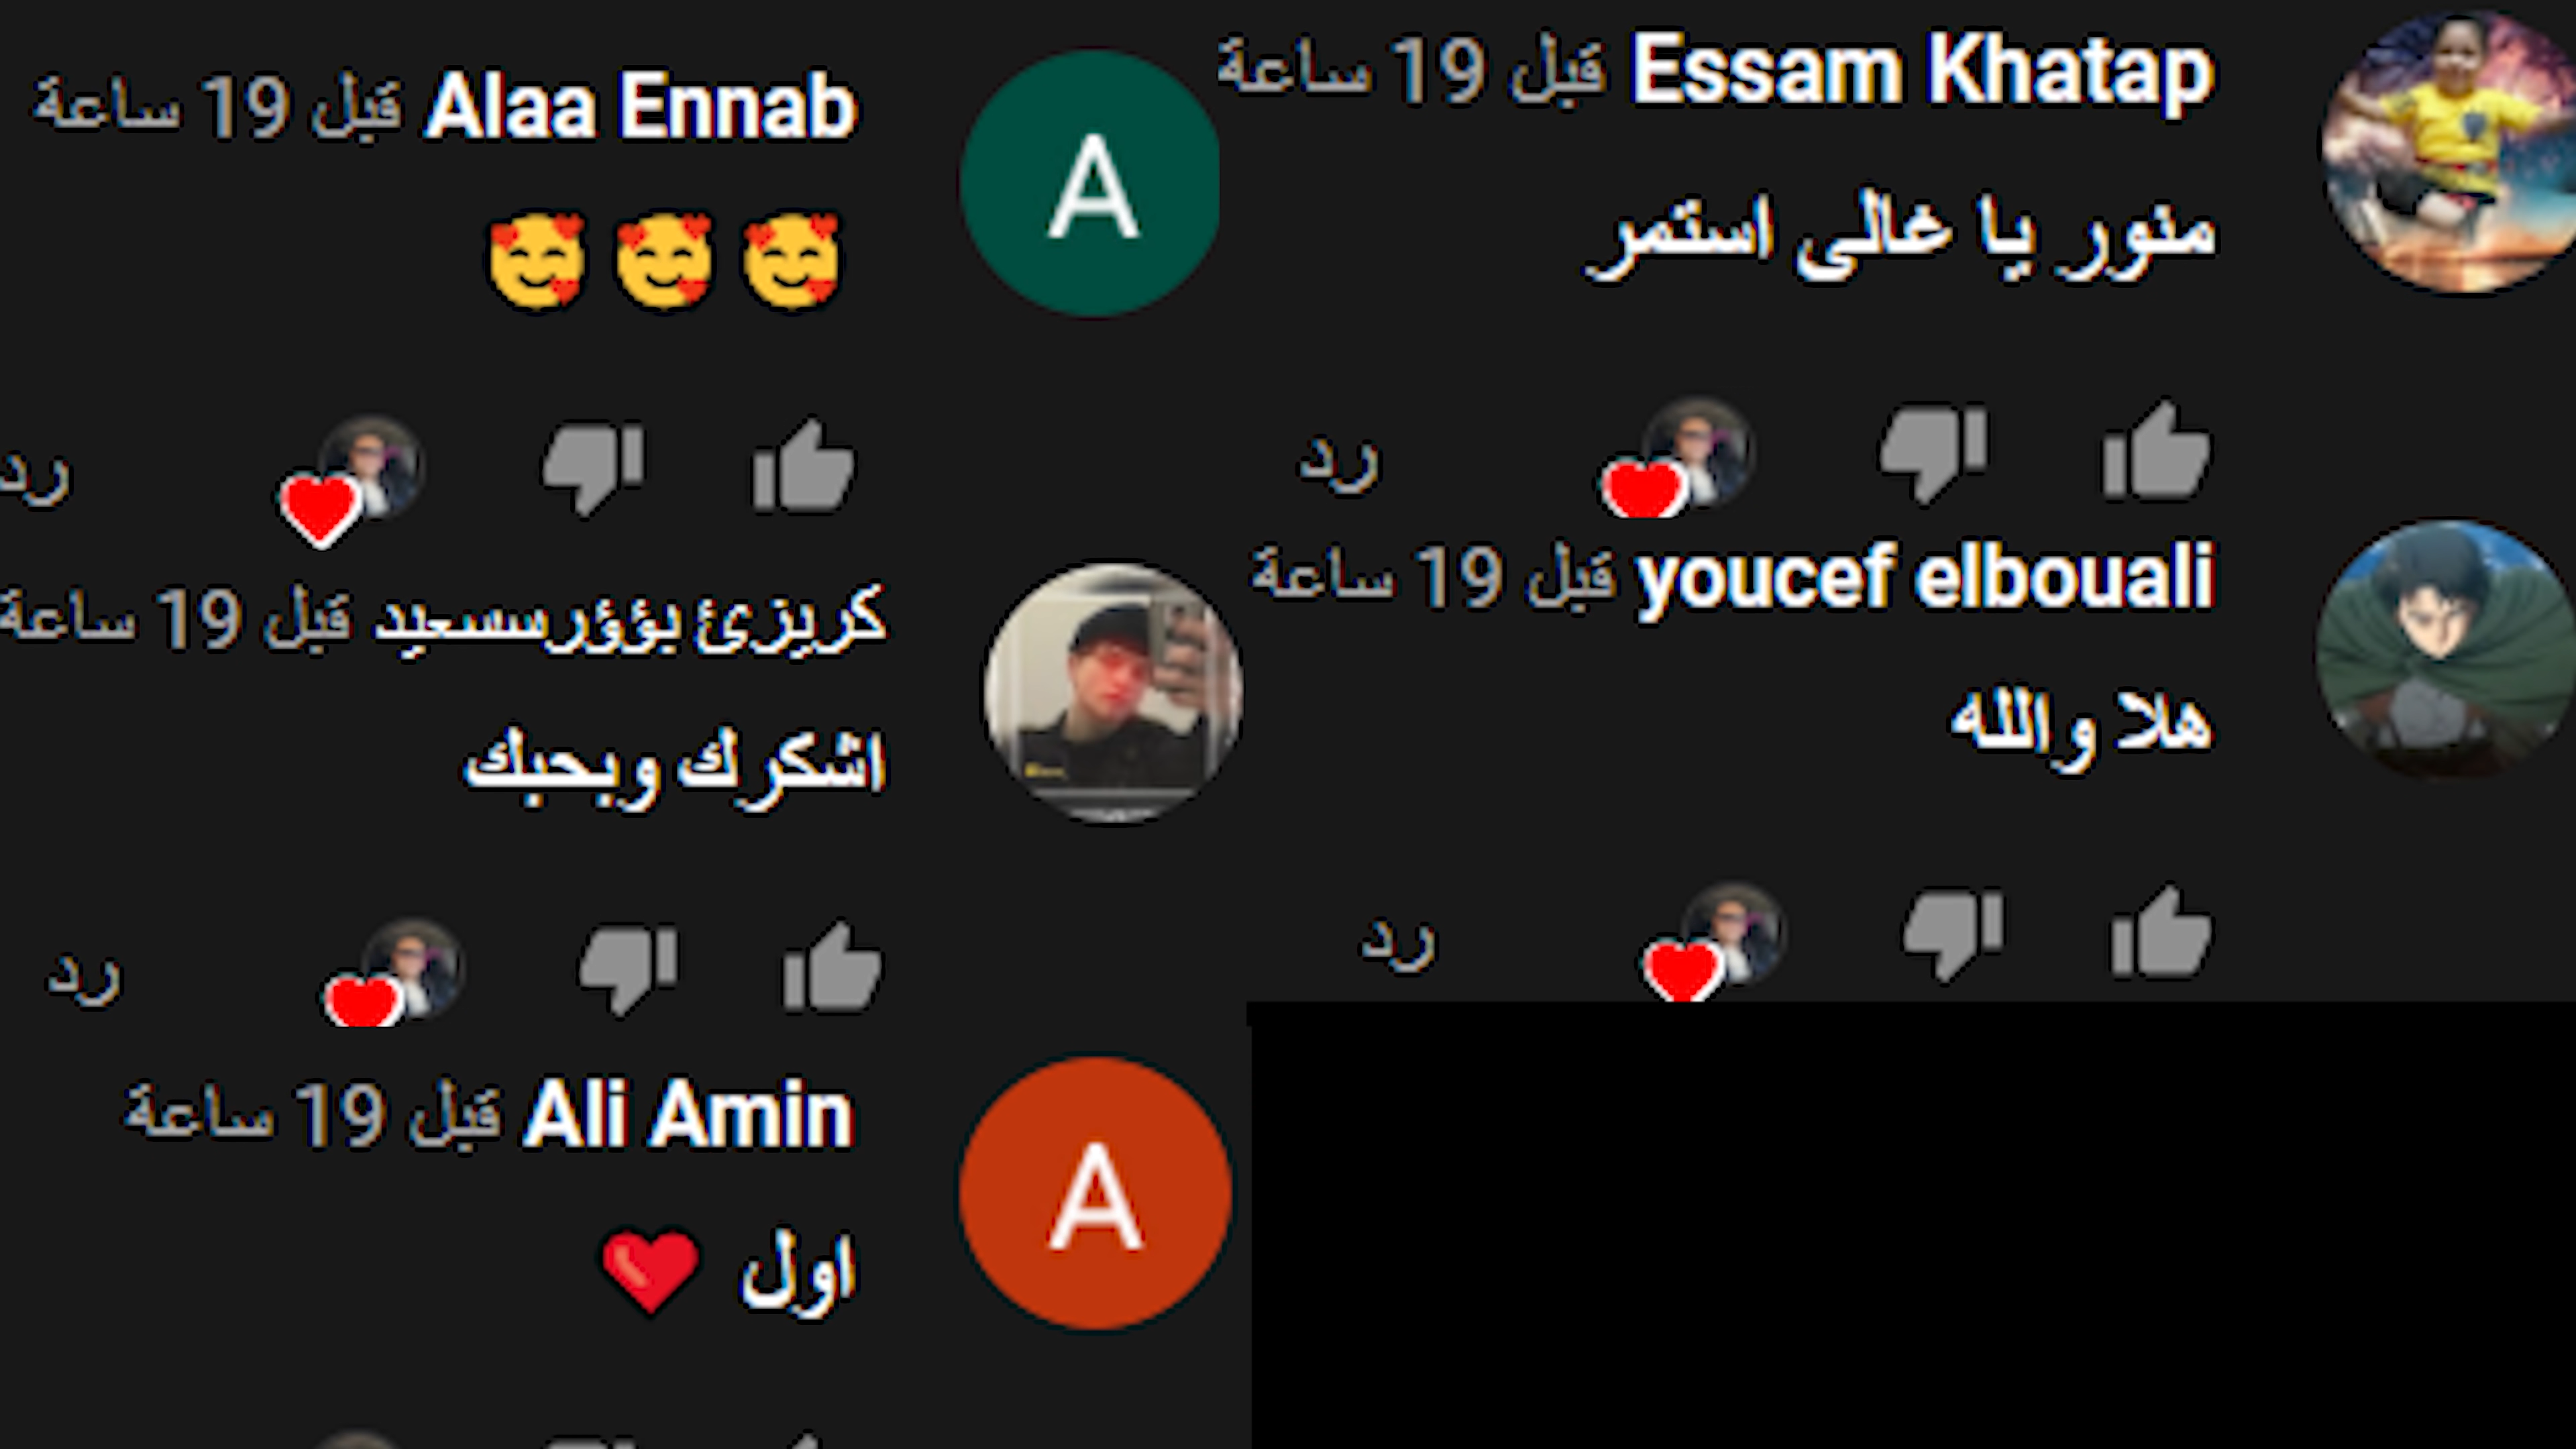 Essam Khatap قبل 19 ساعة
منور يا غالى استمر
رد
youcef elbouali قبل 19 ساعة
هلا والله
رد
A
Alaa Ennab قبل 19 ساعة
🥰 🥰 🥰
رد
كريزئ بؤؤرسسعيد قبل 19 ساعة
اشكرك وبحبك
رد
A
Ali Amin قبل 19 ساعة
اول ❤️